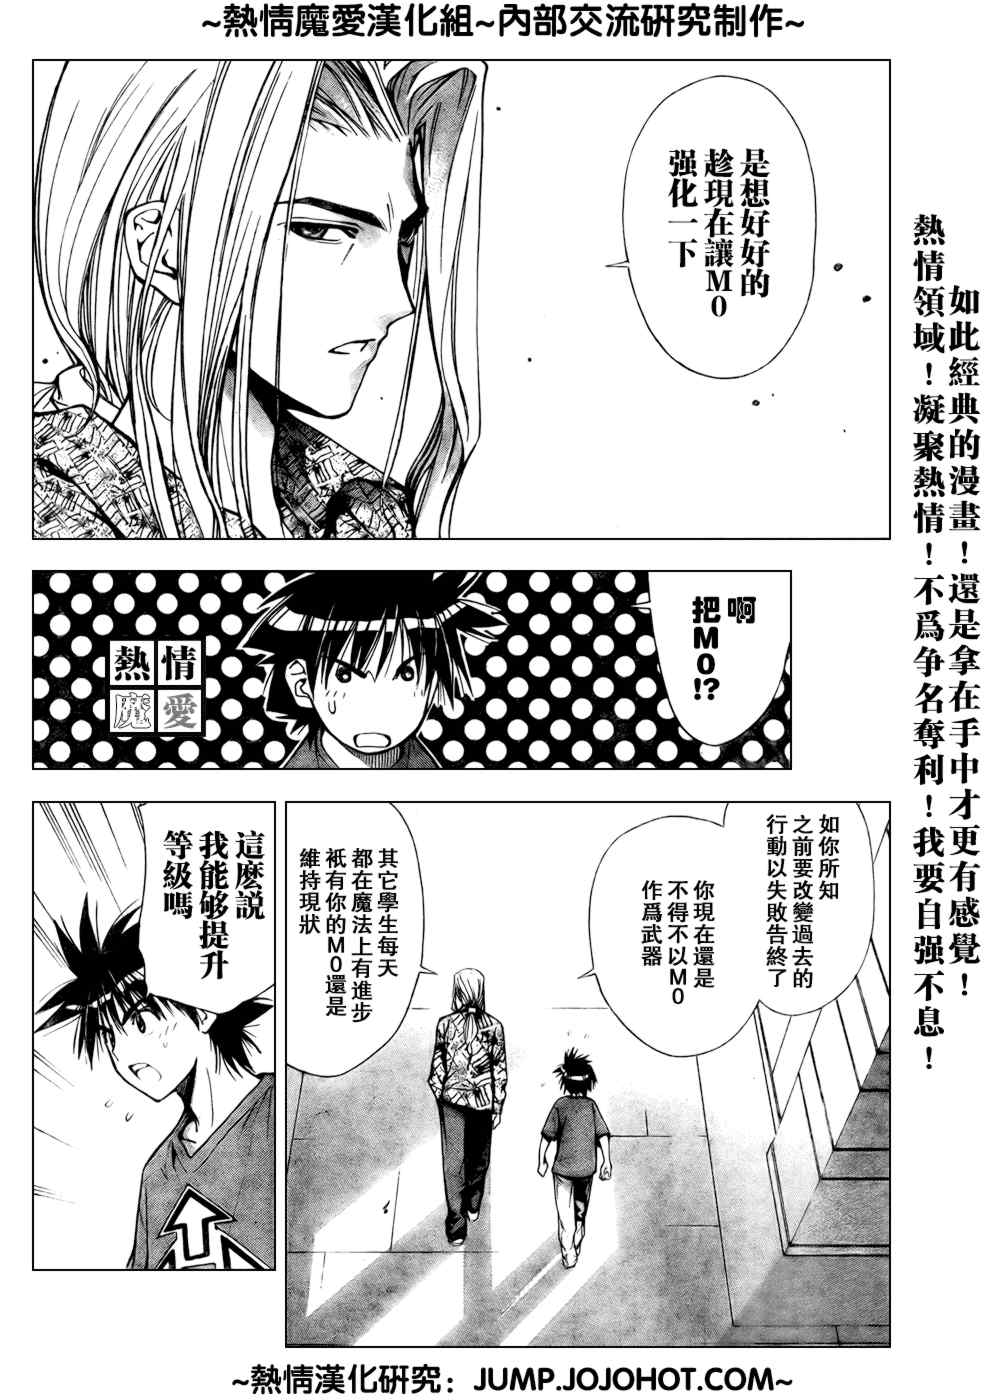 ~熱情魔愛漢化組~內部交流研究制作~
是想好好的
趁現在讓M0
强化一下
如此經典的漫畫！還是拿在手中才更有感覺！
熱情領域！凝聚熱情！不爲争名奪利！我要自强不息！
啊
把M0!?
熱情
魔愛
如你所知
之前要改變過去的
行動以失敗告終了
你現在還是
不得不以M0
作爲武器
其它學生每天
都在魔法上有進步
衹有你的M0還是
維持現狀
這麽説
我能够提升
等級嗎
~熱情漢化研究：JUMP.JOJOHOT.COM~